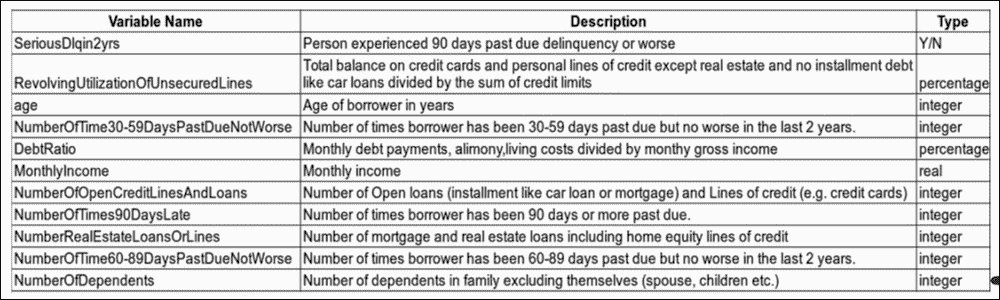 Variable Name Description Type
SeriousDlqin2yrs Person experienced 90 days past due delinquency or worse Y/N
Total balance on credit cards and personal lines of credit except real estate and no installment debt
RevolvingUtilizationOfUnsecuredLines like car loans divided by the sum of credit limits percentage
age Age of borrower in years integer
NumberOfTime30-59DaysPastDueNotWorse Number of times borrower has been 30-59 days past due but no worse in the last 2 years. integer
DebtRatio Monthly debt payments, alimony,living costs divided by monthy gross income percentage
MonthlyIncome Monthly income real
NumberOfOpenCreditLinesAndLoans Number of Open loans (installment like car loan or mortgage) and Lines of credit (e.g. credit cards) integer
NumberOfTimes90DaysLate Number of times borrower has been 90 days or more past due. integer
NumberRealEstateLoansOrLines Number of mortgage and real estate loans including home equity lines of credit integer
NumberOfTime60-89DaysPastDueNotWorse Number of times borrower has been 60-89 days past due but no worse in the last 2 years. integer
NumberOfDependents Number of dependents in family excluding themselves (spouse, children etc.) integer